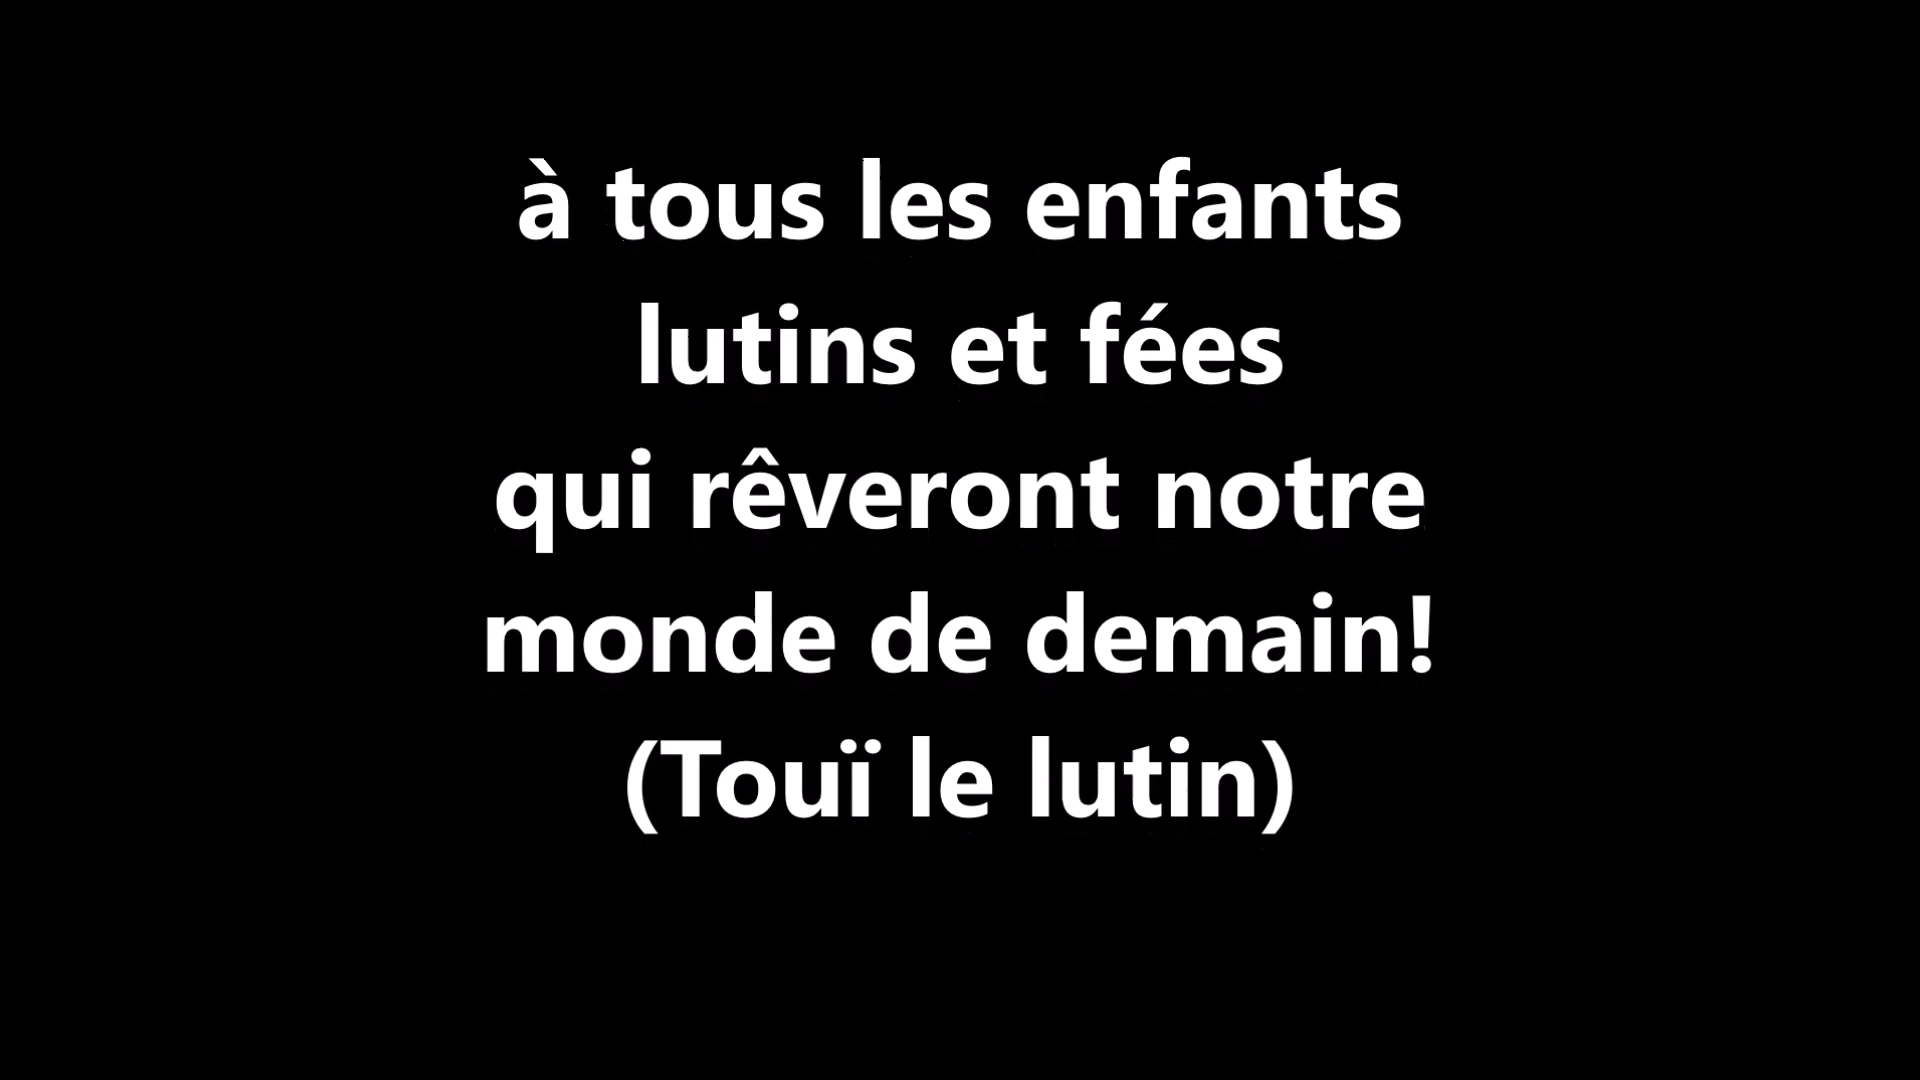 à tous les enfants
lutins et fées
qui rêveront notre
monde de demain!
(Touï le lutin)